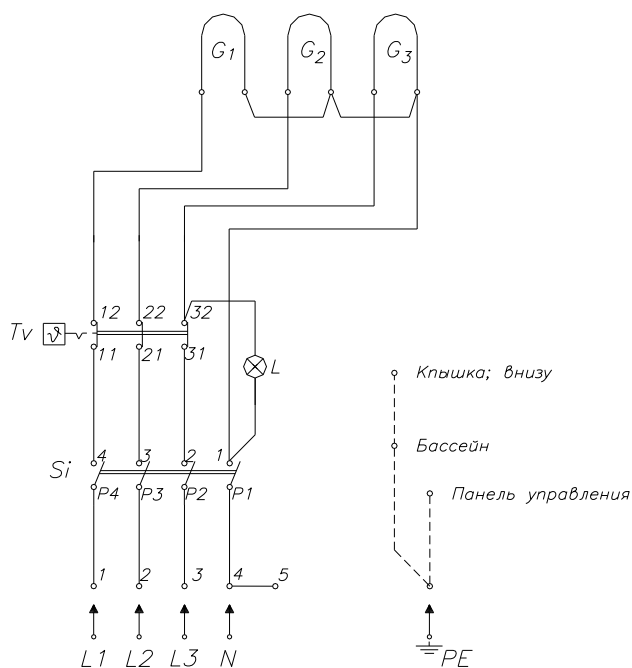 G1 G2 G3
12 22 32
Tv ϑ
11 21 31
L
Кпышка; внизу
Бассейн
4 3 2 1
Si
P4 P3 P2 P1
Панель управления
1 2 3 4 5
L1 L2 L3 N PE